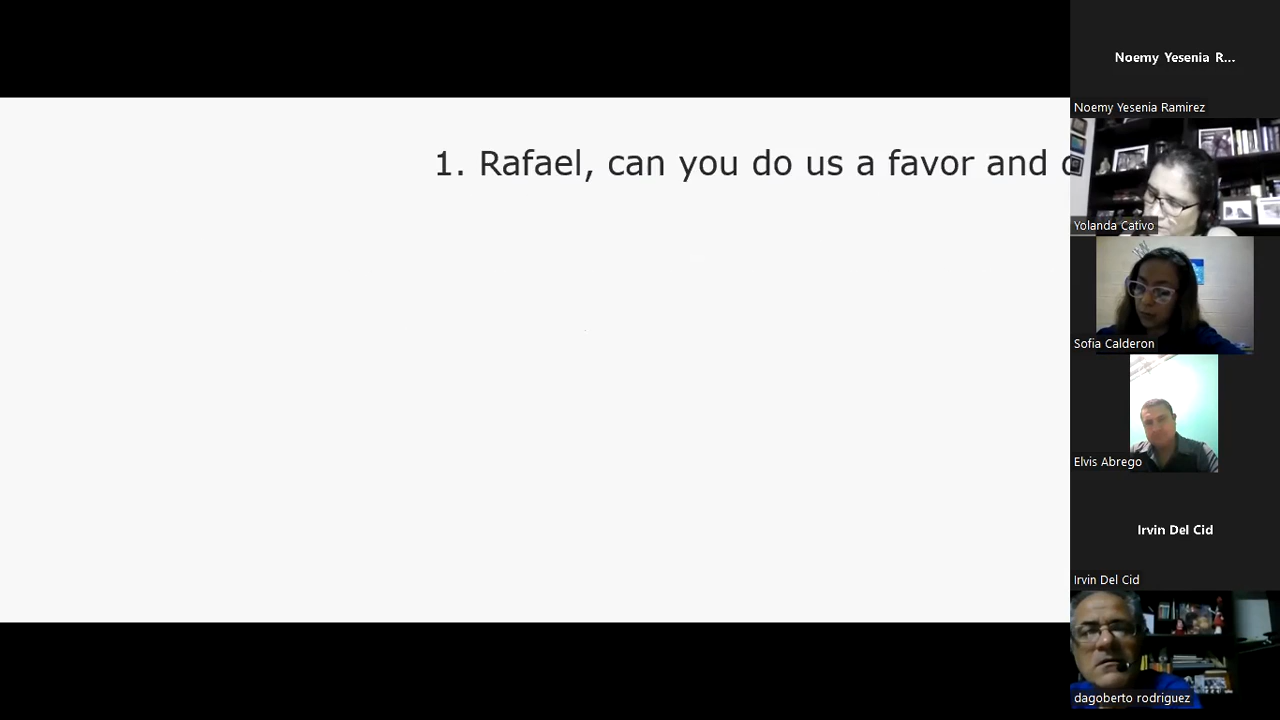 Noemy Yesenia R...
Noemy Yesenia Ramirez
1. Rafael, can you do us a favor and
Yolanda Cativo
Sofia Calderon
Elvis Abrego
Irvin Del Cid
Irvin Del Cid
dagoberto rodriguez